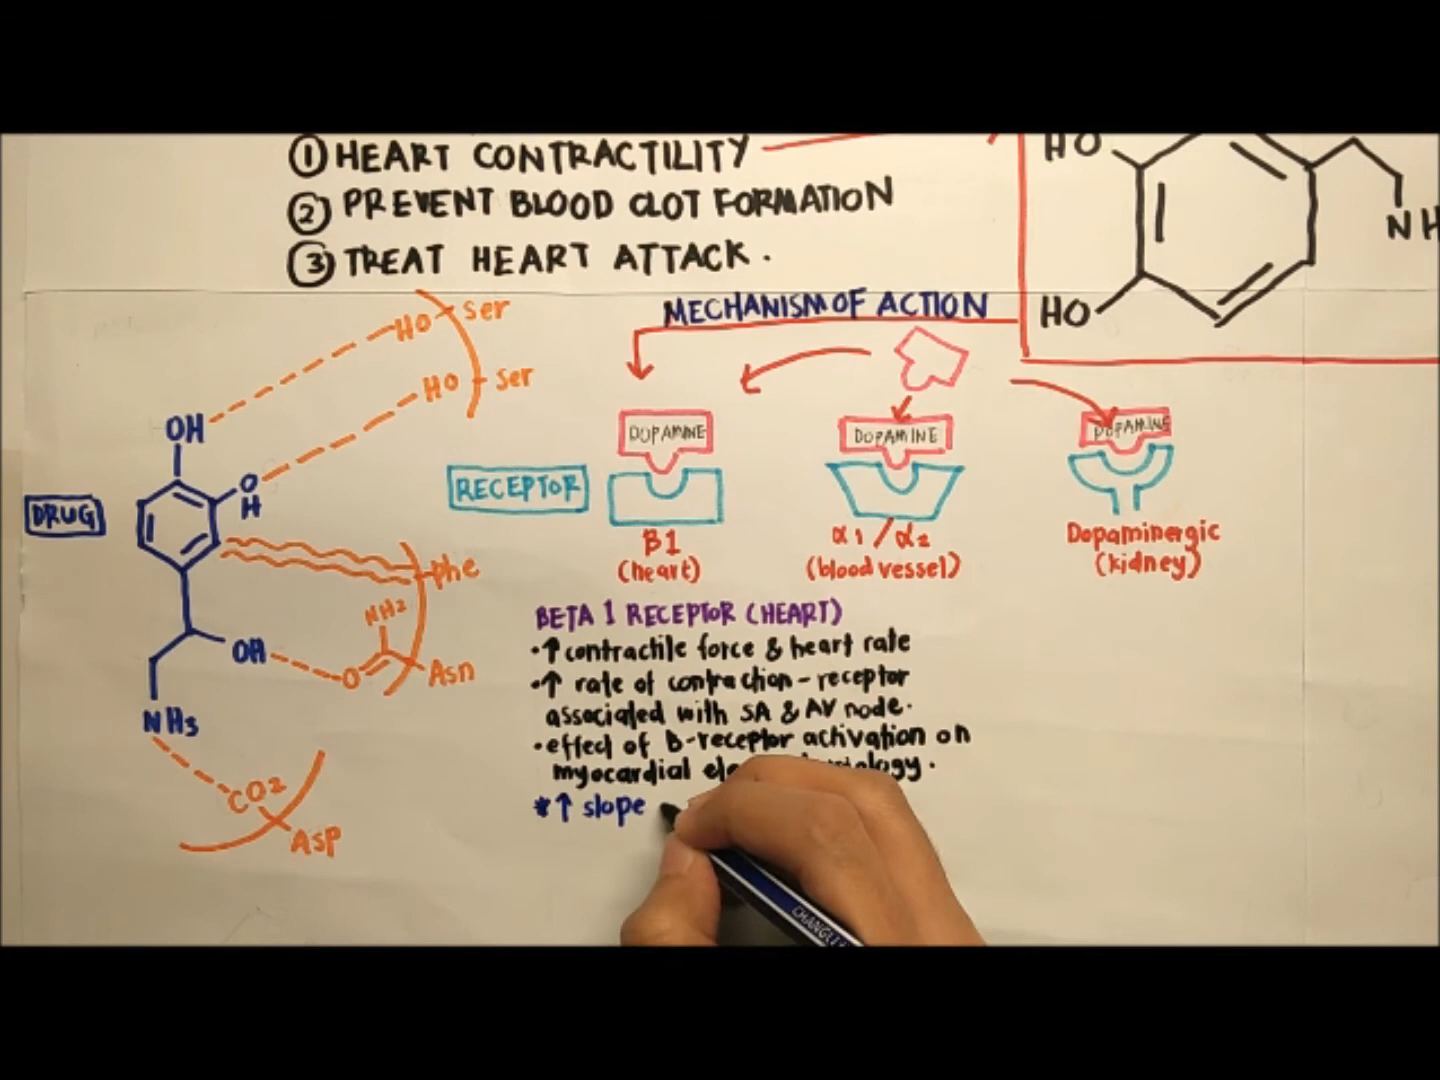 ① HEART CONTRACTILITY
② PREVENT BLOOD CLOT FORMATION
③ TREAT HEART ATTACK.
HO
NH
HO
MECHANISM OF ACTION
HO ser
HO ser
OH
O
H
DRUG
RECEPTOR
DOPAMINE
DOPAMINE
DOPAMINE
β1
(heart)
α1 / α2
(blood vessel)
Dopaminergic
(kidney)
phe
NH2
OH
O
Asn
NH3
CO2
Asp
BETA 1 RECEPTOR (HEART)
·↑ contractile force & heart rate
·↑ rate of contraction - receptor
associated with SA & AV node.
·effect of B-receptor activation on
myocardial
*↑ slope
CHANGLI